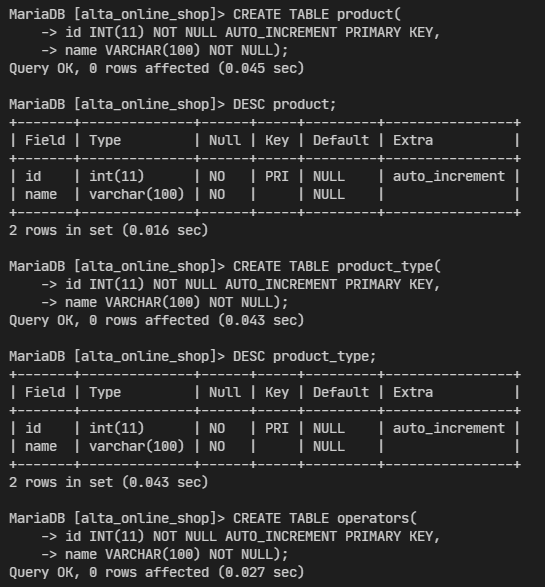 MariaDB [alta_online_shop]> CREATE TABLE product(
    -> id INT(11) NOT NULL AUTO_INCREMENT PRIMARY KEY,
    -> name VARCHAR(100) NOT NULL);
Query OK, 0 rows affected (0.045 sec)

MariaDB [alta_online_shop]> DESC product;
+-------+--------------+------+-----+---------+----------------+
| Field | Type         | Null | Key | Default | Extra          |
+-------+--------------+------+-----+---------+----------------+
| id    | int(11)      | NO   | PRI | NULL    | auto_increment |
| name  | varchar(100) | NO   |     | NULL    |                |
+-------+--------------+------+-----+---------+----------------+
2 rows in set (0.016 sec)

MariaDB [alta_online_shop]> CREATE TABLE product_type(
    -> id INT(11) NOT NULL AUTO_INCREMENT PRIMARY KEY,
    -> name VARCHAR(100) NOT NULL);
Query OK, 0 rows affected (0.043 sec)

MariaDB [alta_online_shop]> DESC product_type;
+-------+--------------+------+-----+---------+----------------+
| Field | Type         | Null | Key | Default | Extra          |
+-------+--------------+------+-----+---------+----------------+
| id    | int(11)      | NO   | PRI | NULL    | auto_increment |
| name  | varchar(100) | NO   |     | NULL    |                |
+-------+--------------+------+-----+---------+----------------+
2 rows in set (0.043 sec)

MariaDB [alta_online_shop]> CREATE TABLE operators(
    -> id INT(11) NOT NULL AUTO_INCREMENT PRIMARY KEY,
    -> name VARCHAR(100) NOT NULL);
Query OK, 0 rows affected (0.027 sec)